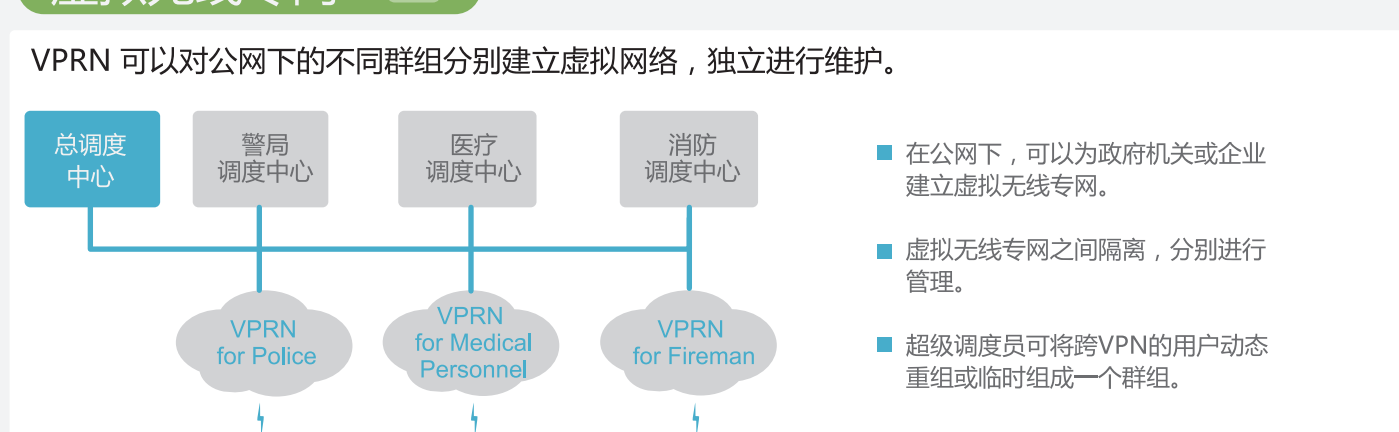 虚拟无线专网
VPRN 可以对公网下的不同群组分别建立虚拟网络，独立进行维护。
总调度
中心
警局
调度中心
医疗
调度中心
消防
调度中心
VPRN
for Police
VPRN
for Medical
Personnel
VPRN
for Fireman
在公网下，可以为政府机关或企业
建立虚拟无线专网。
虚拟无线专网之间隔离，分别进行
管理。
超级调度员可将跨VPN的用户动态
重组或临时组成一个群组。